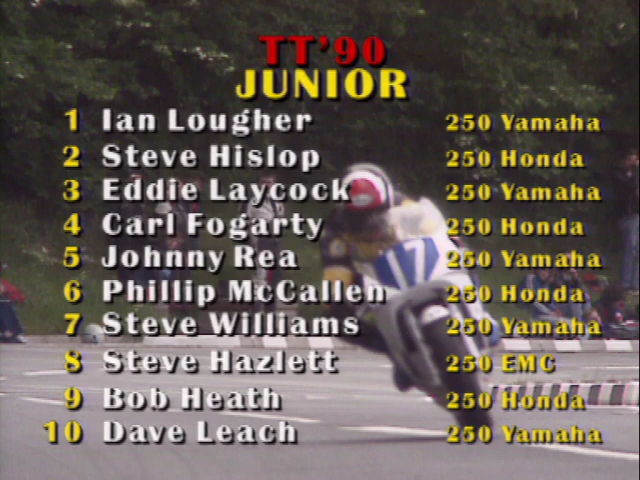 TT'90
JUNIOR
1 Ian Lougher 250 Yamaha
2 Steve Hislop 250 Honda
3 Eddie Laycock 250 Yamaha
4 Carl Fogarty 250 Honda
5 Johnny Rea 250 Yamaha
6 Phillip McCallen 250 Honda
7 Steve Williams 250 Yamaha
8 Steve Hazlett 250 EMC
9 Bob Heath 250 Honda
10 Dave Leach 250 Yamaha
17